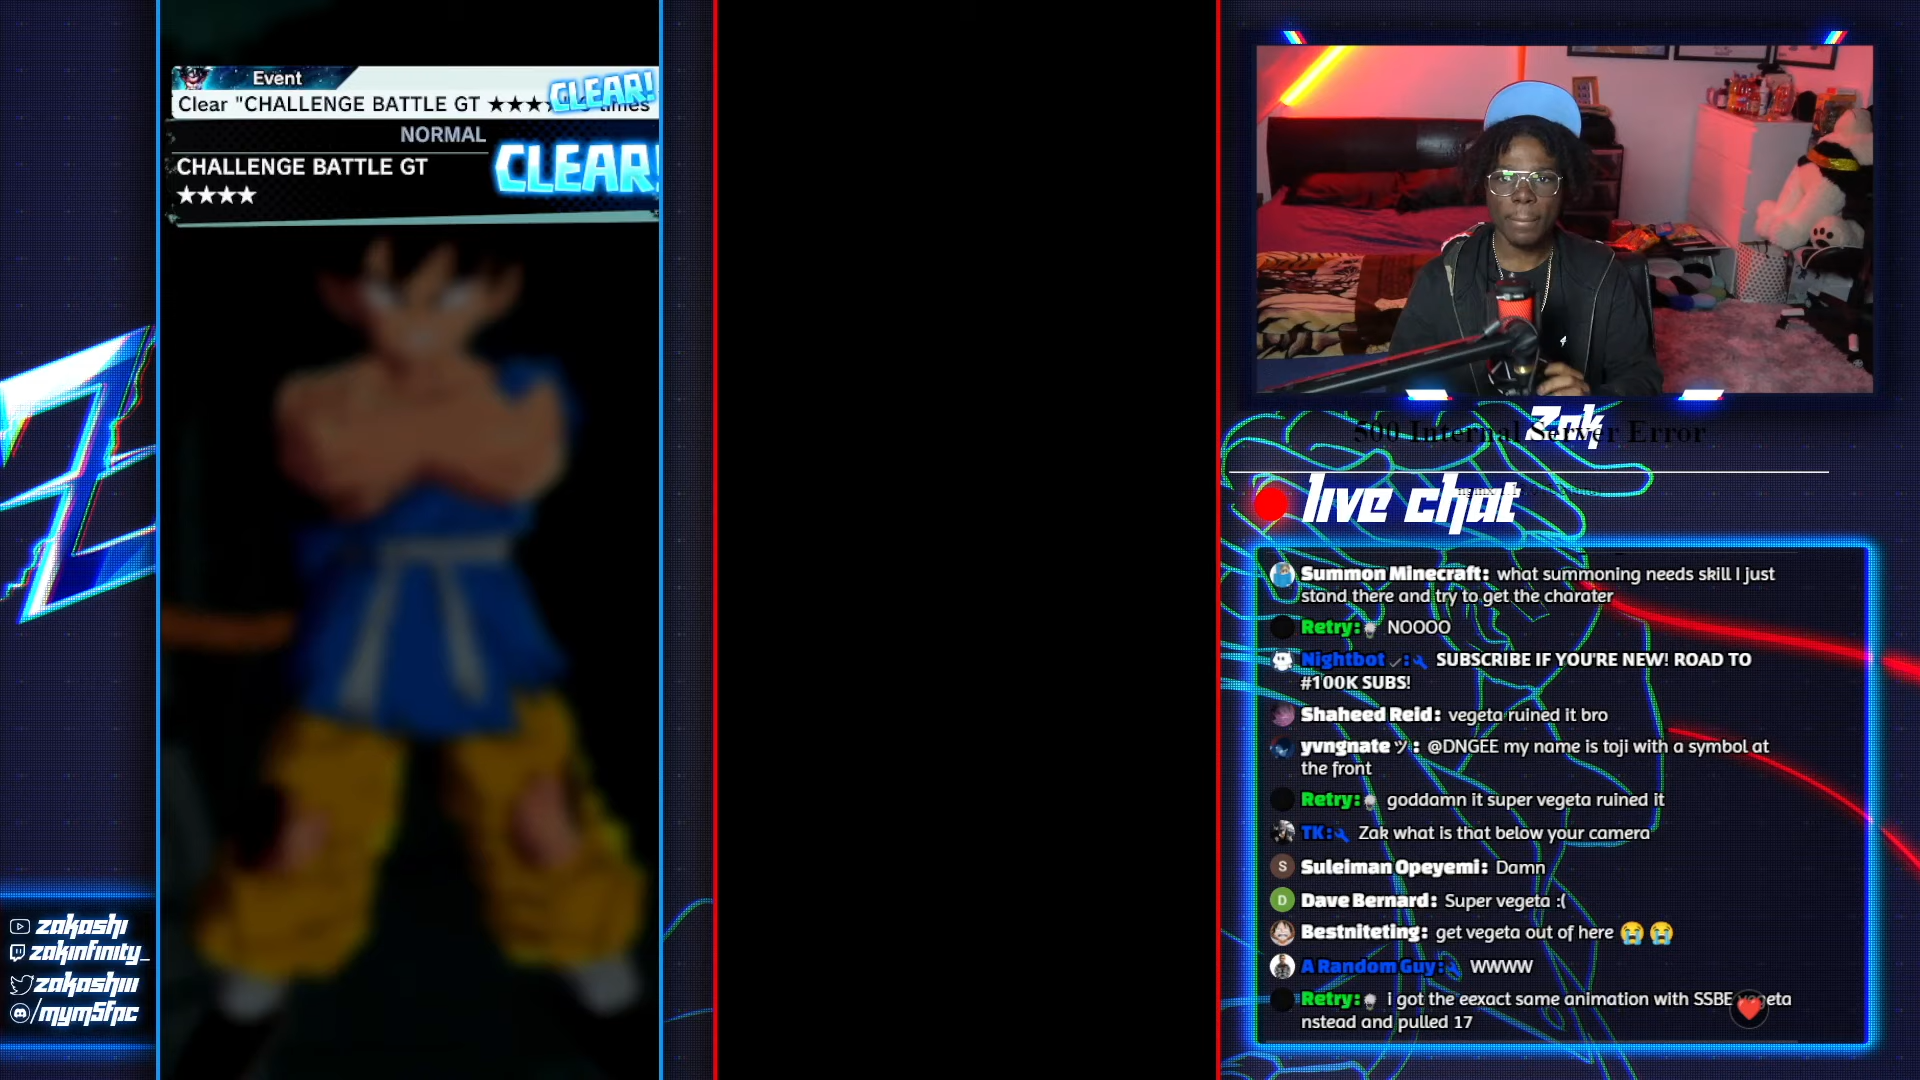 Event
Clear "CHALLENGE BATTLE GT ★★★
CLEAR!
NORMAL
CHALLENGE BATTLE GT
★★★★
CLEAR!
zakashi
zakinfinity_
zakashiii
/mym5fpc
Zak
500 Internal Server Error
live chat
Summon Minecraft: what summoning needs skill I just
stand there and try to get the charater
Retry: NOOOO
Nightbot: SUBSCRIBE IF YOU'RE NEW! ROAD TO
#100K SUBS!
Shaheed Reid: vegeta ruined it bro
yvngnate ツ: @DNGEE my name is toji with a symbol at
the front
Retry: goddamn it super vegeta ruined it
TK: Zak what is that below your camera
S
Suleiman Opeyemi: Damn
D
Dave Bernard: Super vegeta :(
Bestniteting: get vegeta out of here 😭 😭
A Random Guy: WWWW
Retry: i got the eexact same animation with SSBE vegeta
nstead and pulled 17